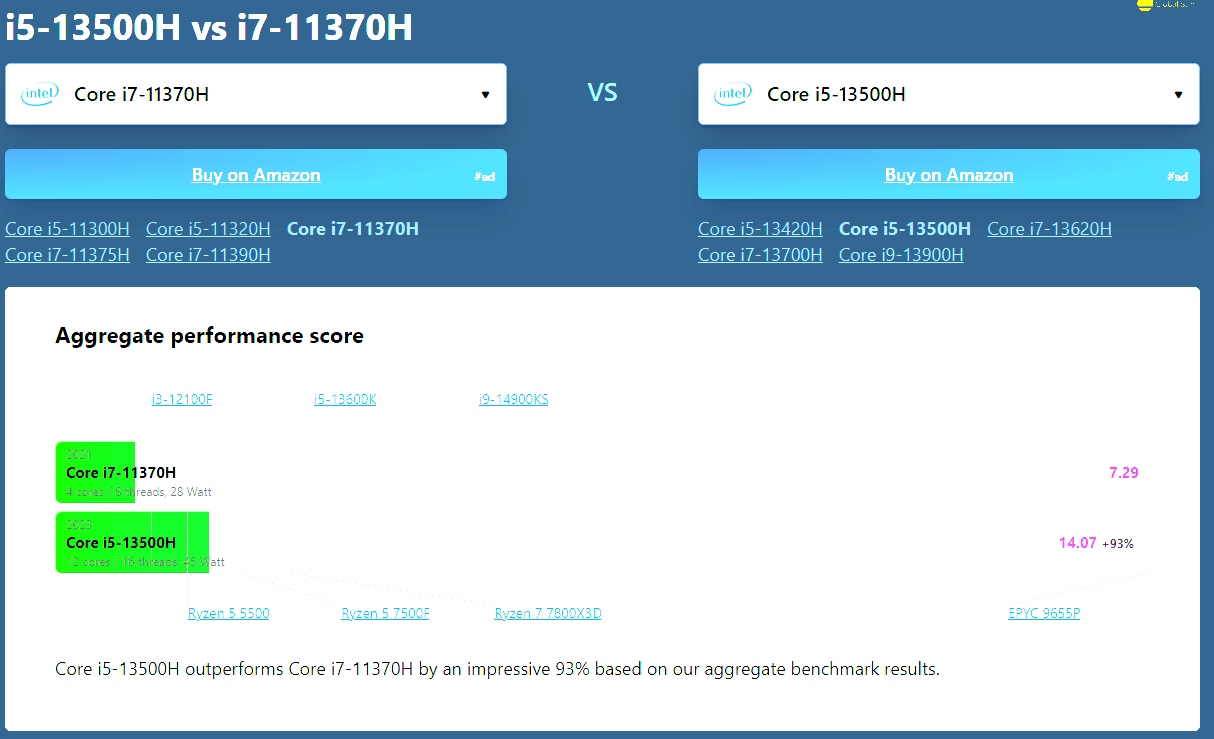 i5-13500H vs i7-11370H
intel Core i7-11370H ▼
VS
intel Core i5-13500H ▼
Buy on Amazon #ad
Buy on Amazon #ad
Core i5-11300H Core i5-11320H Core i7-11370H
Core i7-11375H Core i7-11390H
Core i5-13420H Core i5-13500H Core i7-13620H
Core i7-13700H Core i9-13900H
Aggregate performance score
i3-12100F i5-13600K i9-14900KS
2021
Core i7-11370H 7.29
4 cores / 8 threads, 28 Watt
2023
Core i5-13500H 14.07 +93%
12 cores / 16 threads, 45 Watt
Ryzen 5 5500 Ryzen 5 7500F Ryzen 7 7800X3D EPYC 9655P
Core i5-13500H outperforms Core i7-11370H by an impressive 93% based on our aggregate benchmark results.